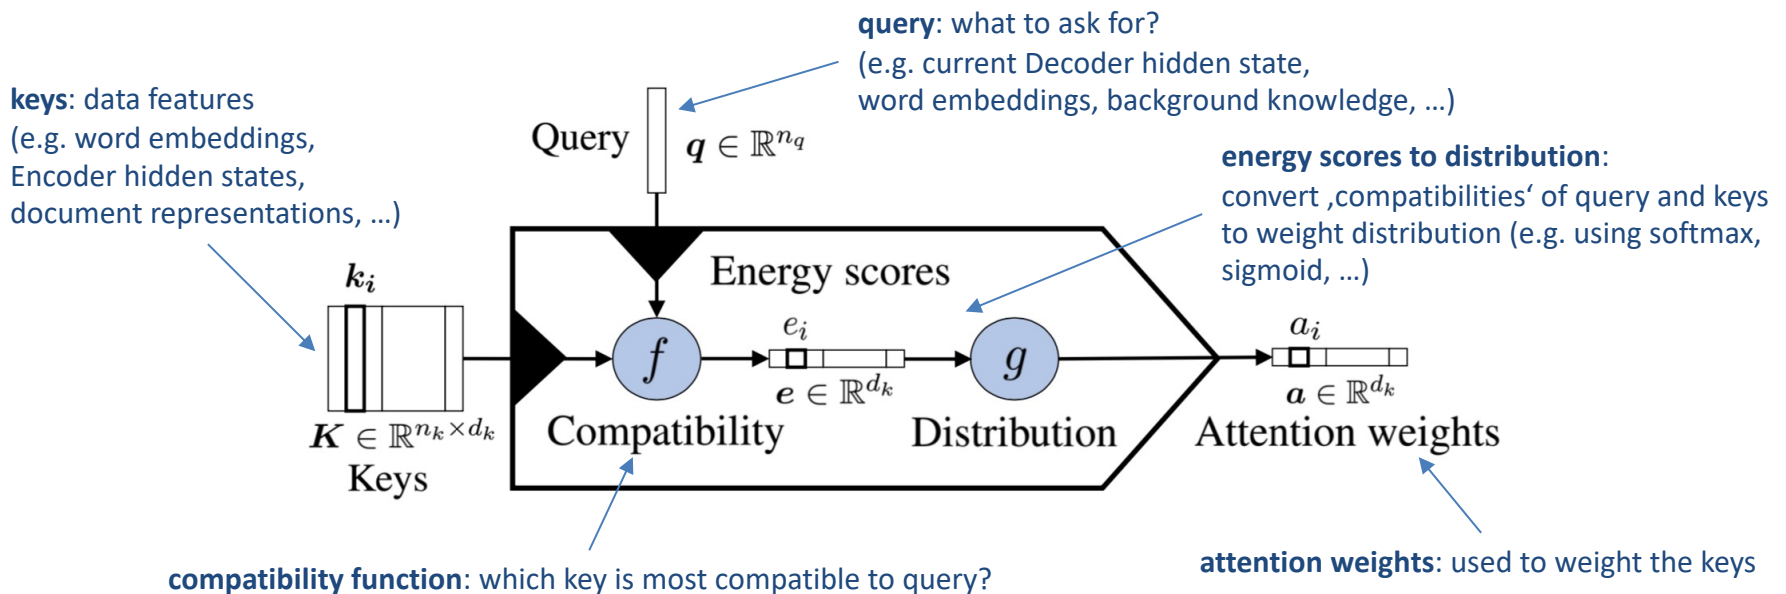 query: what to ask for?
(e.g. current Decoder hidden state,
word embeddings, background knowledge, ...)
keys: data features
(e.g. word embeddings,
Encoder hidden states,
document representations, ...)
Query
q ∈ ℝ^{n_q}
energy scores to distribution:
convert ‚compatibilities‘ of query and keys
to weight distribution (e.g. using softmax,
sigmoid, ...)
Energy scores
k_i
K ∈ ℝ^{n_k×d_k}
Keys
f
Compatibility
e_i
e ∈ ℝ^{d_k}
g
Distribution
a_i
a ∈ ℝ^{d_k}
Attention weights
compatibility function: which key is most compatible to query?
attention weights: used to weight the keys